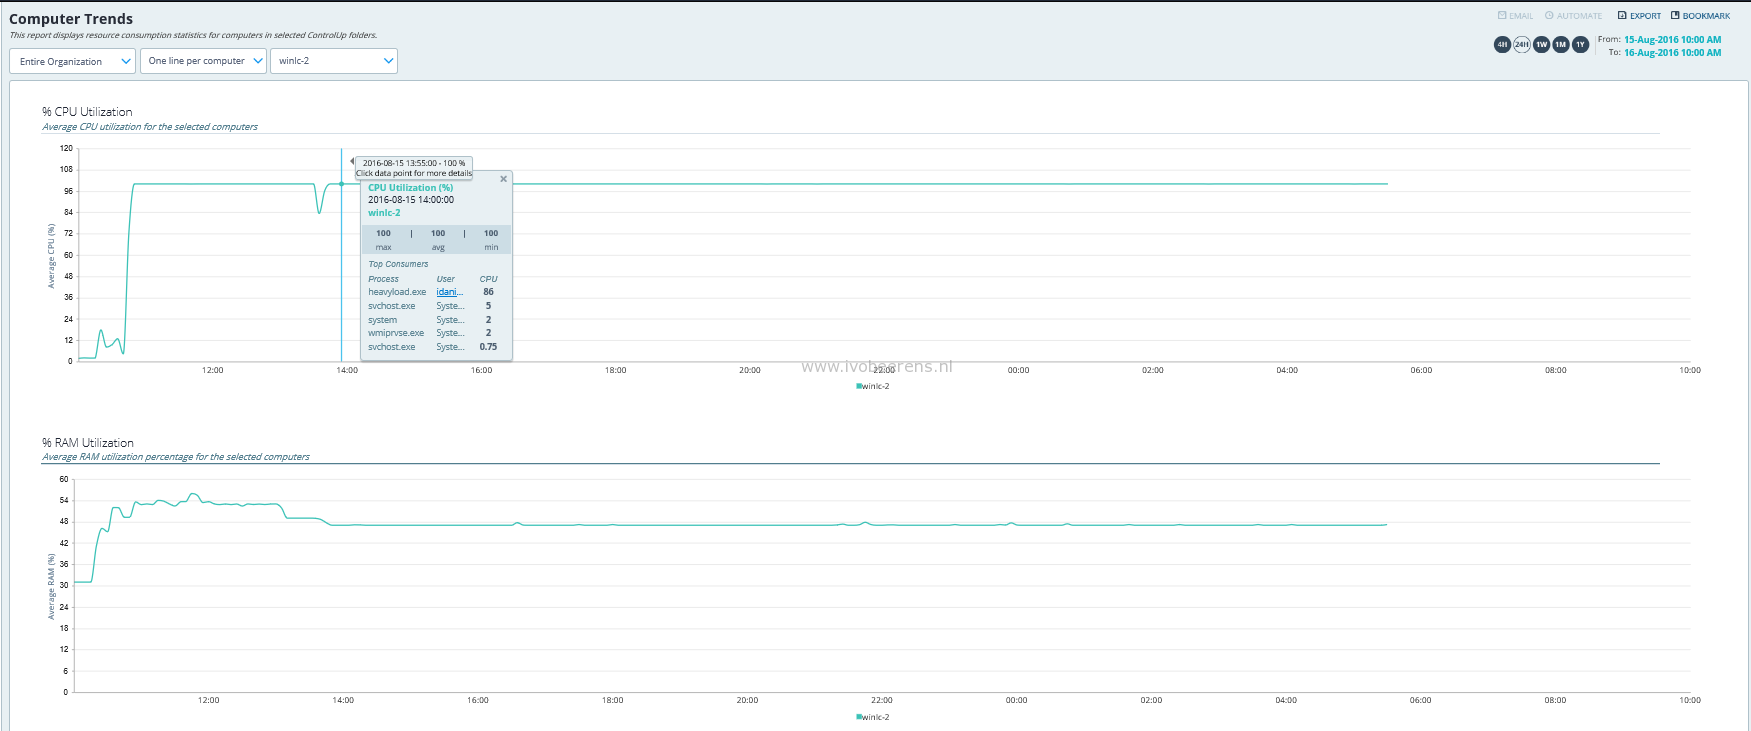 Computer Trends
This report displays resource consumption statistics for computers in selected ControlUp folders.
EMAIL AUTOMATE EXPORT BOOKMARK
4H 24H 1W 1M 1Y
From: 15-Aug-2016 10:00 AM
To: 16-Aug-2016 10:00 AM
Entire Organization One line per computer winlc-2
% CPU Utilization
Average CPU utilization for the selected computers
Average CPU (%)
120
108
96
84
72
60
48
36
24
12
0
2016-08-15 13:55:00 - 100 %
Click data point for more details
CPU Utilization (%)
2016-08-15 14:00:00
winlc-2
100 | 100 | 100
max avg min
Top Consumers
Process User CPU
heavyload.exe idani... 86
svchost.exe Syste... 5
system Syste... 2
wmiprvse.exe Syste... 2
svchost.exe Syste... 0.75
www.ivobeerens.nl
12:00 14:00 16:00 18:00 20:00 22:00 00:00 02:00 04:00 06:00 08:00 10:00
winlc-2
% RAM Utilization
Average RAM utilization percentage for the selected computers
Average RAM (%)
60
54
48
42
36
30
24
18
12
6
0
12:00 14:00 16:00 18:00 20:00 22:00 00:00 02:00 04:00 06:00 08:00 10:00
winlc-2